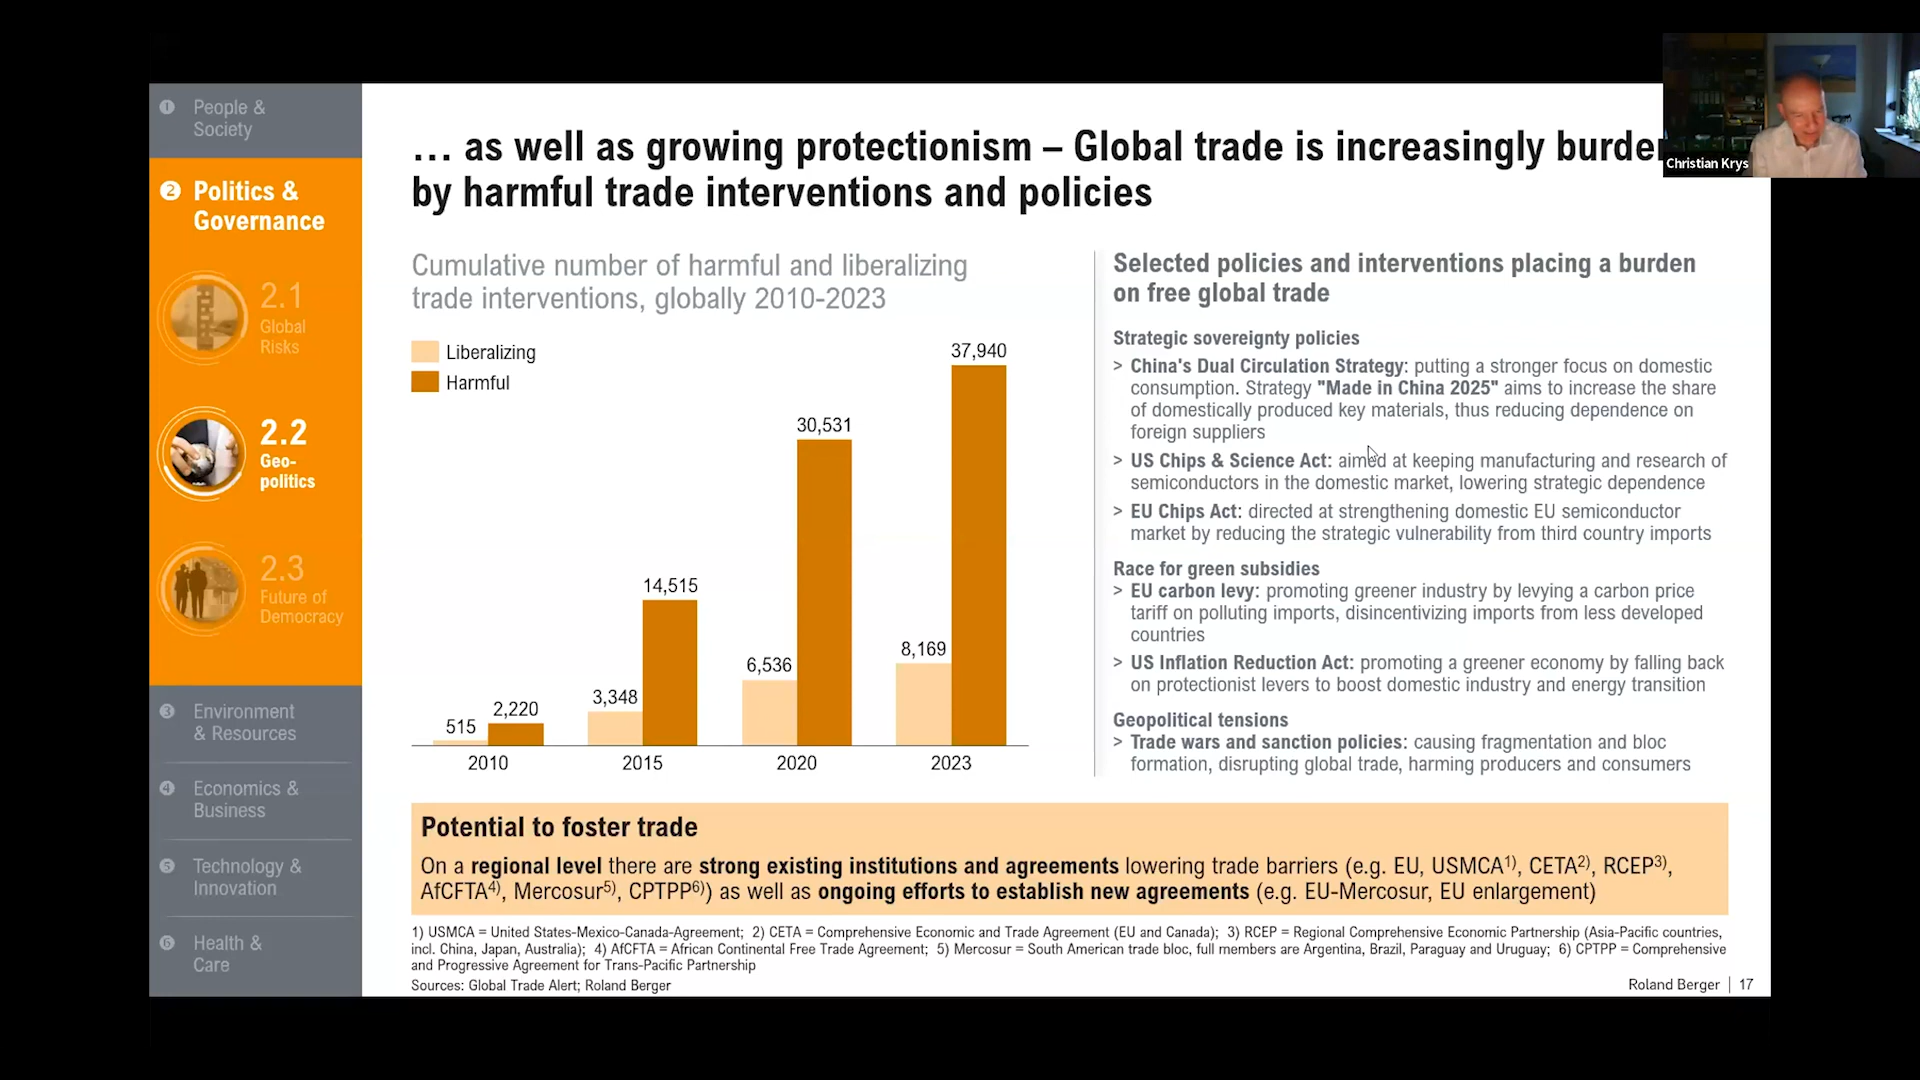 ❶ People &
Society
❷ Politics &
Governance
2.1
Global
Risks
2.2
Geo-
politics
2.3
Future of
Democracy
❸ Environment
& Resources
❹ Economics &
Business
❺ Technology &
Innovation
❻ Health &
Care
… as well as growing protectionism – Global trade is increasingly
by harmful trade interventions and policies
Cumulative number of harmful and liberalizing
trade interventions, globally 2010-2023
Liberalizing
Harmful
515
2,220
3,348
14,515
6,536
30,531
8,169
37,940
2010
2015
2020
2023
Selected policies and interventions placing a burden
on free global trade
Strategic sovereignty policies
> China's Dual Circulation Strategy: putting a stronger focus on domestic
consumption. Strategy "Made in China 2025" aims to increase the share
of domestically produced key materials, thus reducing dependence on
foreign suppliers
> US Chips & Science Act: aimed at keeping manufacturing and research of
semiconductors in the domestic market, lowering strategic dependence
> EU Chips Act: directed at strengthening domestic EU semiconductor
market by reducing the strategic vulnerability from third country imports
Race for green subsidies
> EU carbon levy: promoting greener industry by levying a carbon price
tariff on polluting imports, disincentivizing imports from less developed
countries
> US Inflation Reduction Act: promoting a greener economy by falling back
on protectionist levers to boost domestic industry and energy transition
Geopolitical tensions
> Trade wars and sanction policies: causing fragmentation and bloc
formation, disrupting global trade, harming producers and consumers
Potential to foster trade
On a regional level there are strong existing institutions and agreements lowering trade barriers (e.g. EU, USMCA1), CETA2), RCEP3),
AfCFTA4), Mercosur5), CPTPP6)) as well as ongoing efforts to establish new agreements (e.g. EU-Mercosur, EU enlargement)
1) USMCA = United States-Mexico-Canada-Agreement; 2) CETA = Comprehensive Economic and Trade Agreement (EU and Canada); 3) RCEP = Regional Comprehensive Economic Partnership (Asia-Pacific countries,
incl. China, Japan, Australia); 4) AfCFTA = African Continental Free Trade Agreement; 5) Mercosur = South American trade bloc, full members are Argentina, Brazil, Paraguay and Uruguay; 6) CPTPP = Comprehensive
and Progressive Agreement for Trans-Pacific Partnership
Sources: Global Trade Alert; Roland Berger
Roland Berger | 17
Christian Krys